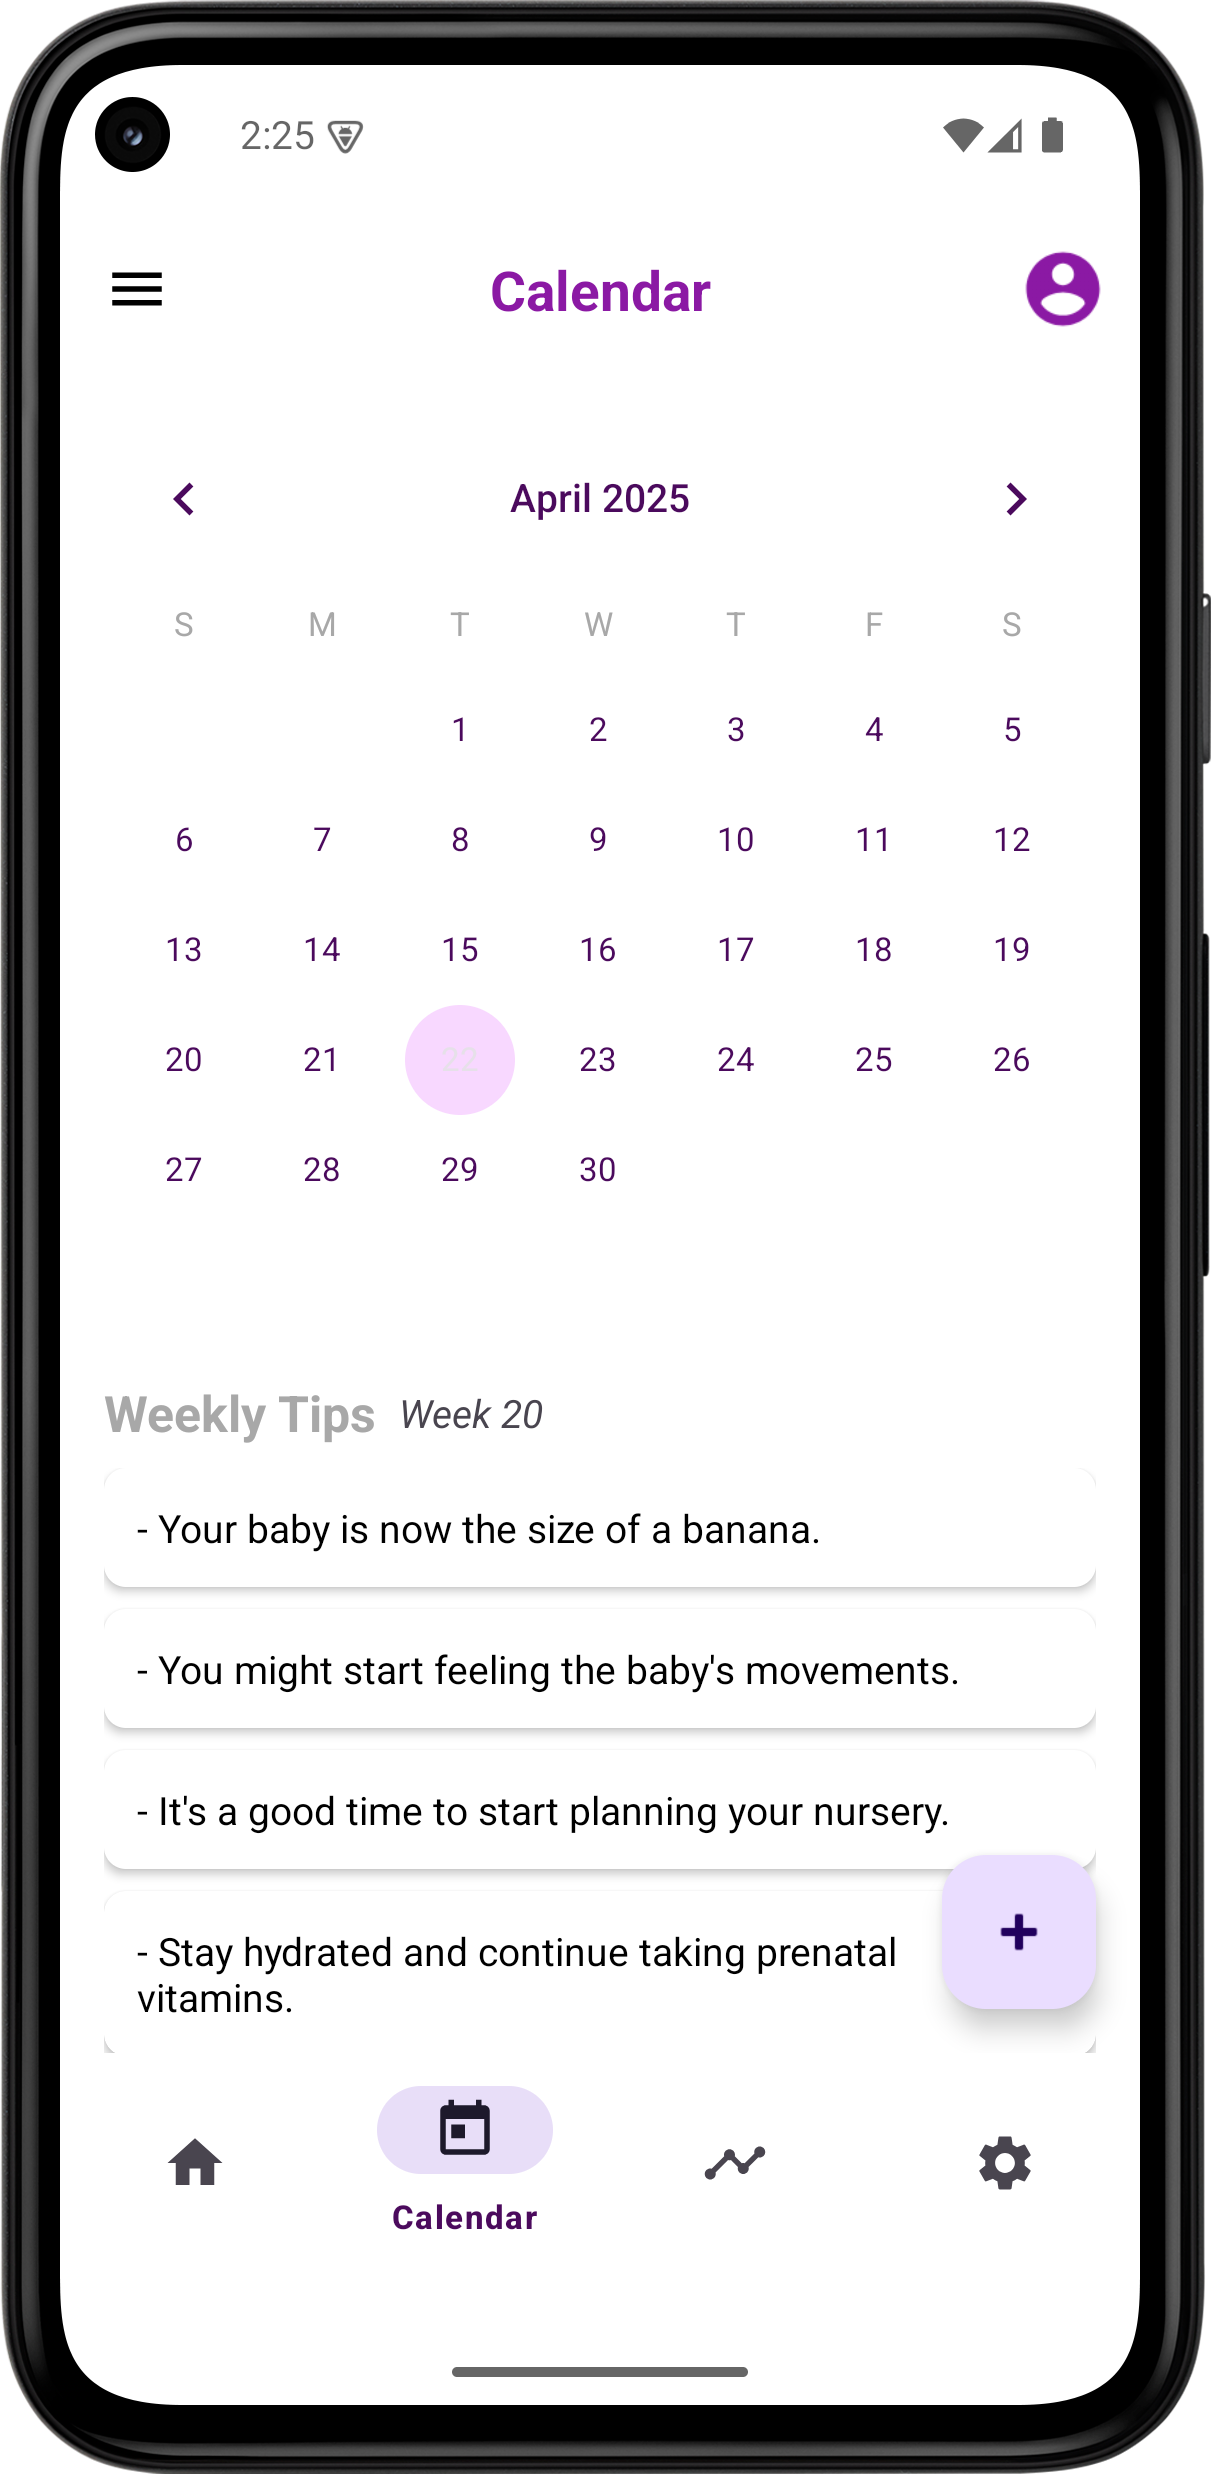 2:25
Calendar
April 2025
S M T W T F S
1 2 3 4 5
6 7 8 9 10 11 12
13 14 15 16 17 18 19
20 21 22 23 24 25 26
27 28 29 30
Weekly Tips Week 20
- Your baby is now the size of a banana.
- You might start feeling the baby's movements.
- It's a good time to start planning your nursery.
- Stay hydrated and continue taking prenatal
vitamins.
Calendar